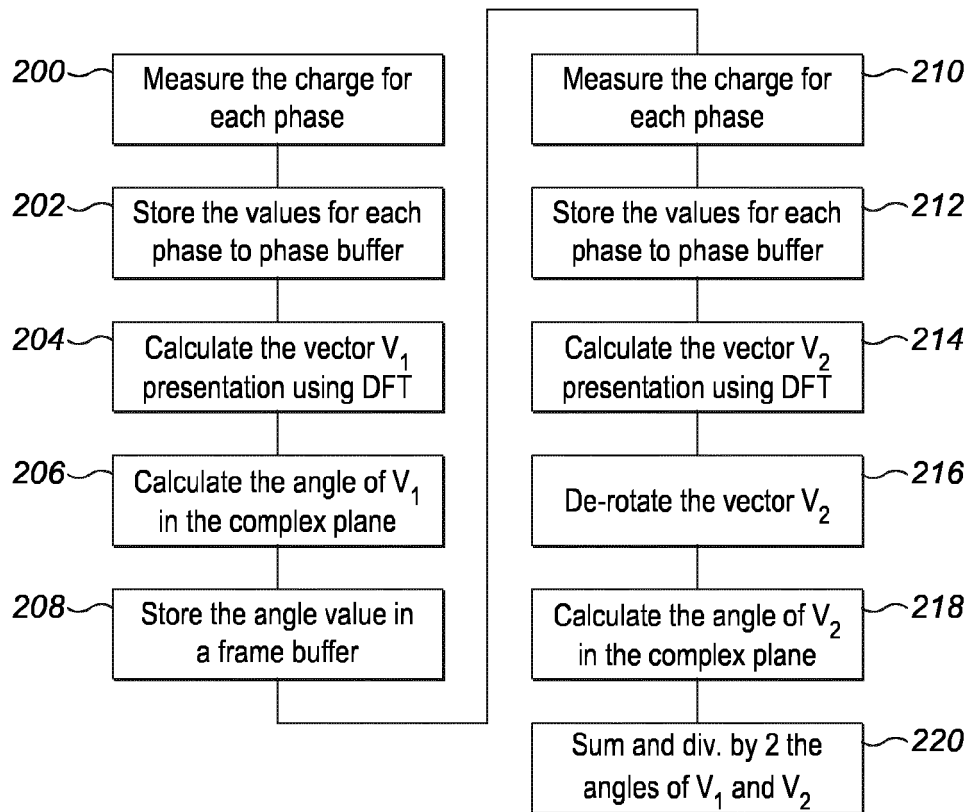 200
Measure the charge for
each phase
202
Store the values for each
phase to phase buffer
204
Calculate the vector V1
presentation using DFT
206
Calculate the angle of V1
in the complex plane
208
Store the angle value in
a frame buffer
210
Measure the charge for
each phase
212
Store the values for each
phase to phase buffer
214
Calculate the vector V2
presentation using DFT
216
De-rotate the vector V2
218
Calculate the angle of V2
in the complex plane
220
Sum and div. by 2 the
angles of V1 and V2